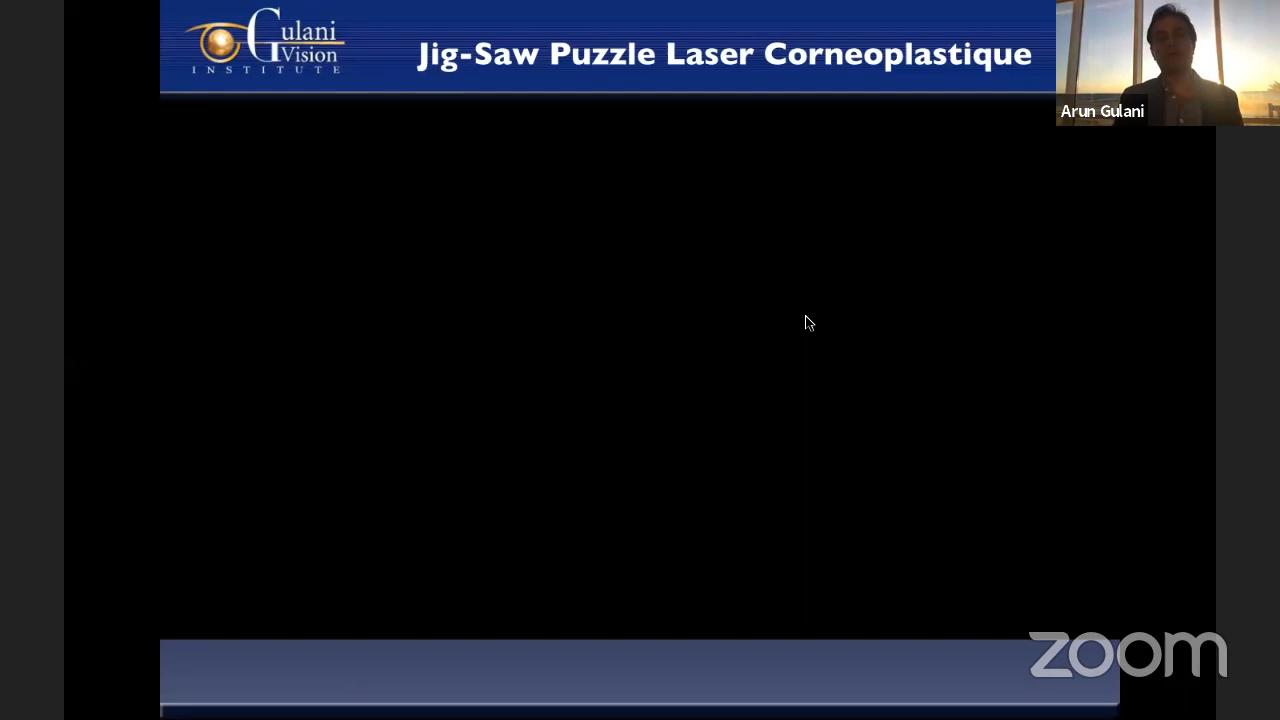 Gulani
Vision
INSTITUTE
Jig-Saw Puzzle Laser Corneoplastique
Arun Gulani
zoom